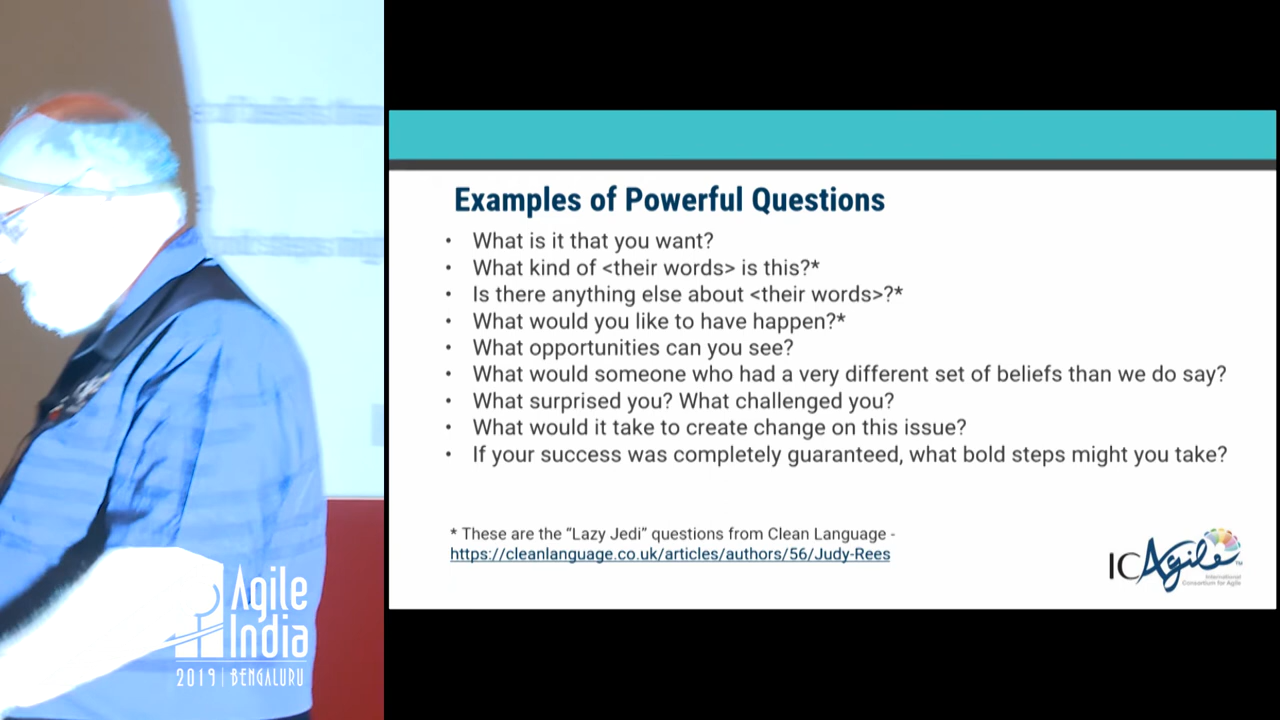 Examples of Powerful Questions
• What is it that you want?
• What kind of <their words> is this?*
• Is there anything else about <their words>?*
• What would you like to have happen?*
• What opportunities can you see?
• What would someone who had a very different set of beliefs than we do say?
• What surprised you? What challenged you?
• What would it take to create change on this issue?
• If your success was completely guaranteed, what bold steps might you take?
* These are the “Lazy Jedi” questions from Clean Language -
https://cleanlanguage.co.uk/articles/authors/56/Judy-Rees
ICAgile™
International
Consortium for Agile
Agile
India
2019 | BENGALURU